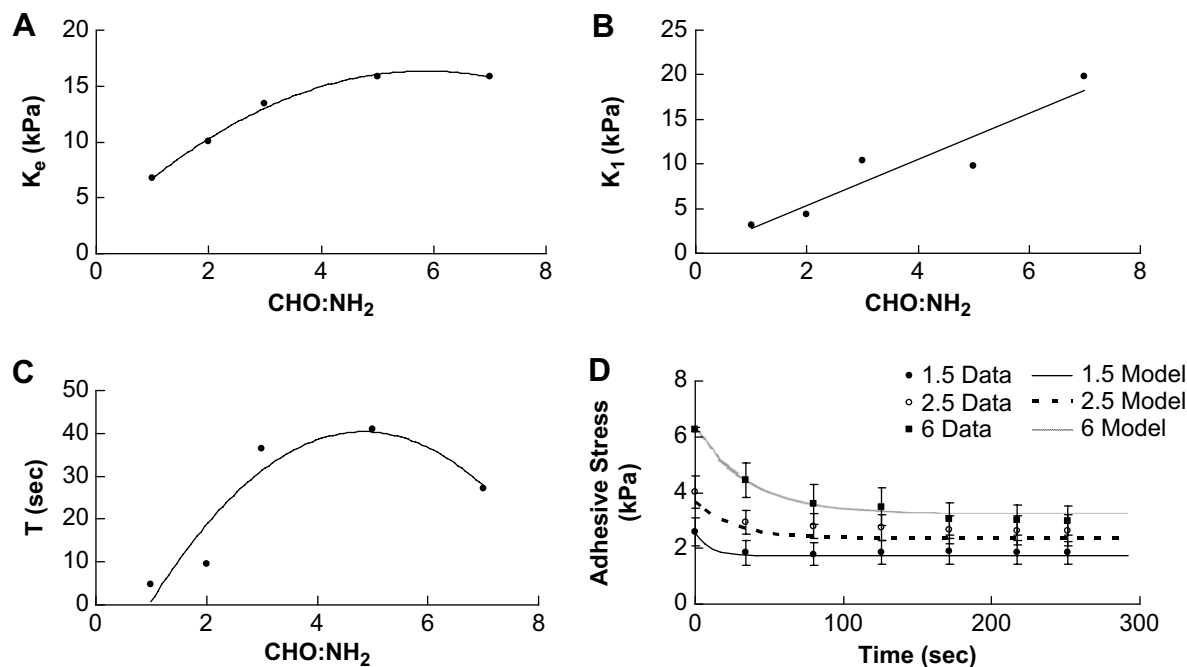 A
20
15
10
5
0
K_e (kPa)
0 2 4 6 8
CHO:NH₂
B
25
20
15
10
5
0
K₁ (kPa)
0 2 4 6 8
CHO:NH₂
C
50
40
30
20
10
0
T (sec)
0 2 4 6 8
CHO:NH₂
D
8
6
4
2
0
Adhesive Stress
(kPa)
1.5 Data 1.5 Model
2.5 Data 2.5 Model
6 Data 6 Model
0 100 200 300
Time (sec)